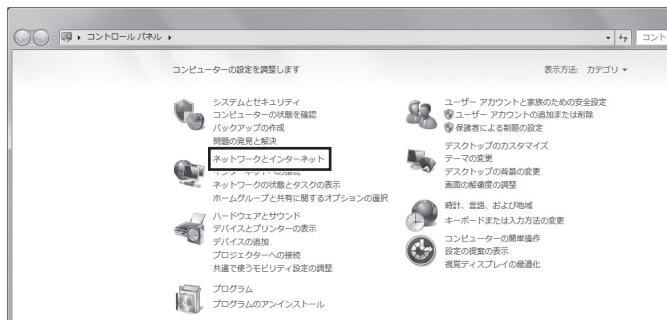 コントロール パネル
コント
コンピューターの設定を調整します
表示方法: カテゴリ
システムとセキュリティ
コンピューターの状態を確認
バックアップの作成
問題の発見と解決
ネットワークとインターネット
インターネットへの接続
ネットワークの状態とタスクの表示
ホームグループと共有に関するオプションの選択
ハードウェアとサウンド
デバイスとプリンターの表示
デバイスの追加
プロジェクターへの接続
共通で使うモビリティ設定の調整
プログラム
プログラムのアンインストール
ユーザー アカウントと家族のための安全設定
ユーザー アカウントの追加または削除
保護者による制限の設定
デスクトップのカスタマイズ
テーマの変更
デスクトップの背景の変更
画面の解像度の調整
時計、言語、および地域
キーボードまたは入力方法の変更
コンピューターの簡単操作
設定の提案の表示
視覚ディスプレイの最適化